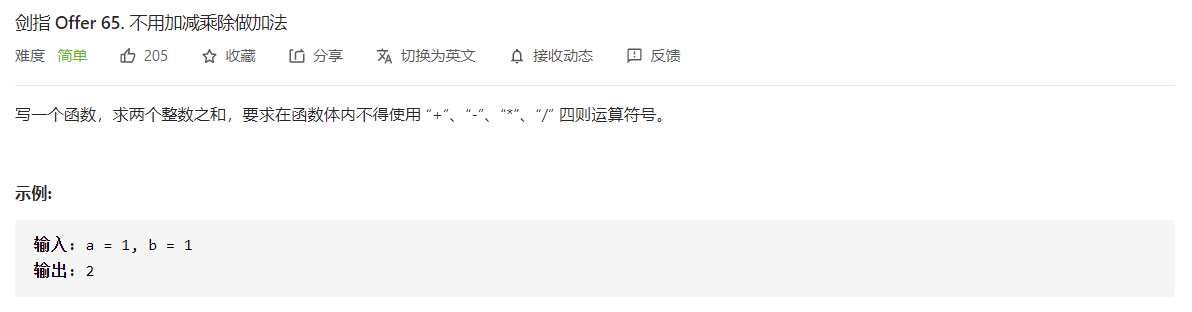 剑指 Offer 65. 不用加减乘除做加法
难度 简单 205 收藏 分享 切换为英文 接收动态 反馈
写一个函数，求两个整数之和，要求在函数体内不得使用 “+”、“-”、“*”、“/” 四则运算符号。
示例:
输入：a = 1, b = 1
输出：2